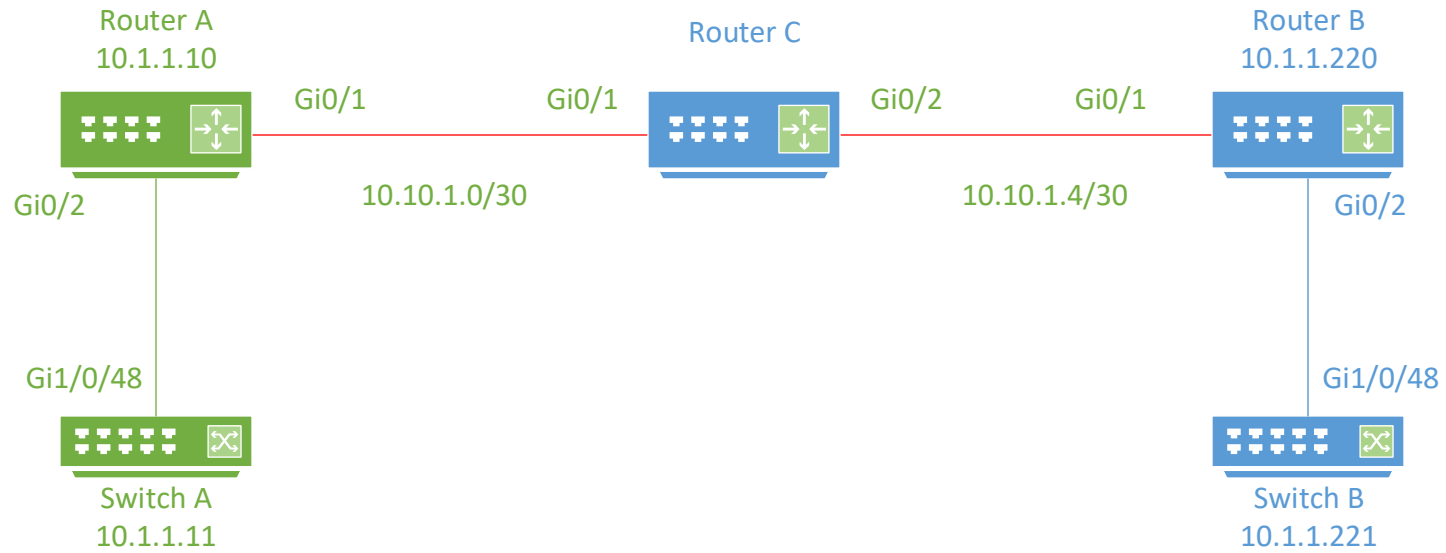 Router A
10.1.1.10
Router C
Router B
10.1.1.220
Gi0/1
Gi0/1
Gi0/2
Gi0/1
Gi0/2
10.10.1.0/30
10.10.1.4/30
Gi0/2
Gi1/0/48
Gi1/0/48
Switch A
10.1.1.11
Switch B
10.1.1.221